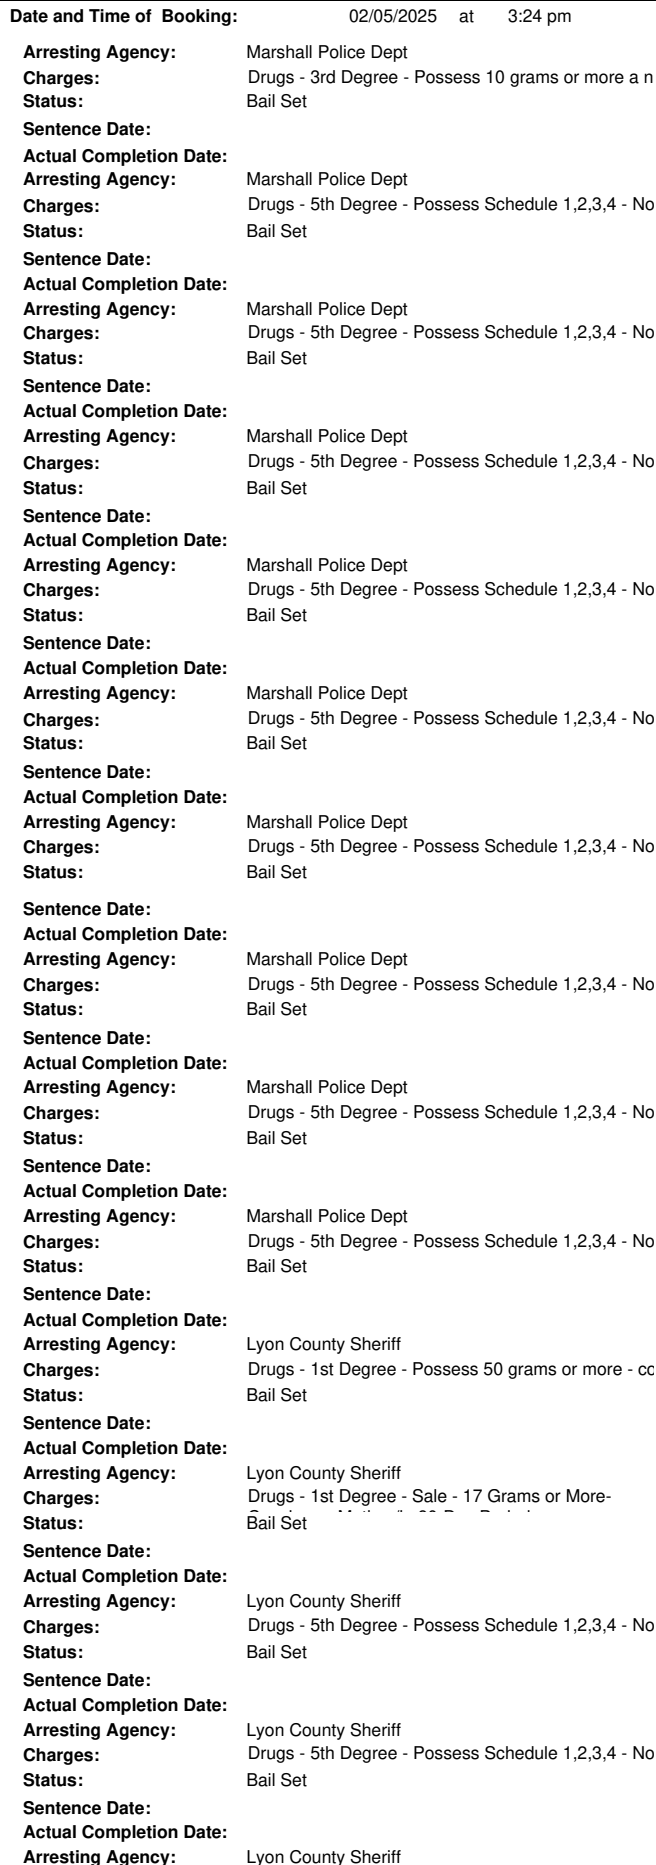 Date and Time of Booking: 02/05/2025 at 3:24 pm
Arresting Agency: Marshall Police Dept
Charges: Drugs - 3rd Degree - Possess 10 grams or more a n
Status: Bail Set
Sentence Date:
Actual Completion Date:
Arresting Agency: Marshall Police Dept
Charges: Drugs - 5th Degree - Possess Schedule 1,2,3,4 - No
Status: Bail Set
Sentence Date:
Actual Completion Date:
Arresting Agency: Marshall Police Dept
Charges: Drugs - 5th Degree - Possess Schedule 1,2,3,4 - No
Status: Bail Set
Sentence Date:
Actual Completion Date:
Arresting Agency: Marshall Police Dept
Charges: Drugs - 5th Degree - Possess Schedule 1,2,3,4 - No
Status: Bail Set
Sentence Date:
Actual Completion Date:
Arresting Agency: Marshall Police Dept
Charges: Drugs - 5th Degree - Possess Schedule 1,2,3,4 - No
Status: Bail Set
Sentence Date:
Actual Completion Date:
Arresting Agency: Marshall Police Dept
Charges: Drugs - 5th Degree - Possess Schedule 1,2,3,4 - No
Status: Bail Set
Sentence Date:
Actual Completion Date:
Arresting Agency: Marshall Police Dept
Charges: Drugs - 5th Degree - Possess Schedule 1,2,3,4 - No
Status: Bail Set
Sentence Date:
Actual Completion Date:
Arresting Agency: Marshall Police Dept
Charges: Drugs - 5th Degree - Possess Schedule 1,2,3,4 - No
Status: Bail Set
Sentence Date:
Actual Completion Date:
Arresting Agency: Marshall Police Dept
Charges: Drugs - 5th Degree - Possess Schedule 1,2,3,4 - No
Status: Bail Set
Sentence Date:
Actual Completion Date:
Arresting Agency: Marshall Police Dept
Charges: Drugs - 5th Degree - Possess Schedule 1,2,3,4 - No
Status: Bail Set
Sentence Date:
Actual Completion Date:
Arresting Agency: Lyon County Sheriff
Charges: Drugs - 1st Degree - Possess 50 grams or more - co
Status: Bail Set
Sentence Date:
Actual Completion Date:
Arresting Agency: Lyon County Sheriff
Charges: Drugs - 1st Degree - Sale - 17 Grams or More-
Status: Bail Set
Sentence Date:
Actual Completion Date:
Arresting Agency: Lyon County Sheriff
Charges: Drugs - 5th Degree - Possess Schedule 1,2,3,4 - No
Status: Bail Set
Sentence Date:
Actual Completion Date:
Arresting Agency: Lyon County Sheriff
Charges: Drugs - 5th Degree - Possess Schedule 1,2,3,4 - No
Status: Bail Set
Sentence Date:
Actual Completion Date:
Arresting Agency: Lyon County Sheriff